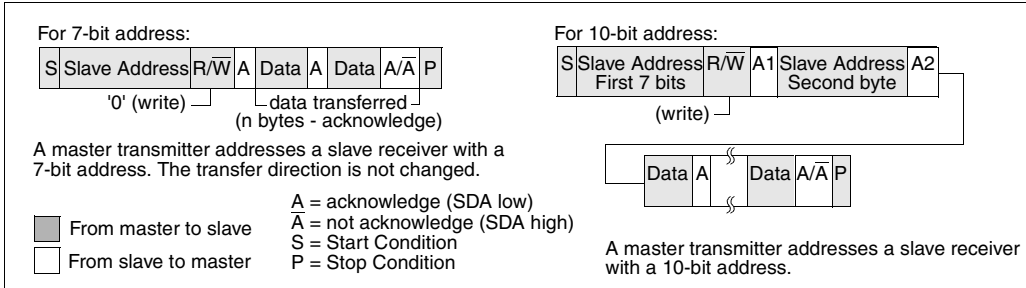 For 7-bit address:
S Slave Address R/W̅ A Data A Data A/A̅ P
'0' (write)
data transferred
(n bytes - acknowledge)
A master transmitter addresses a slave receiver with a
7-bit address. The transfer direction is not changed.
From master to slave
From slave to master
A = acknowledge (SDA low)
A̅ = not acknowledge (SDA high)
S = Start Condition
P = Stop Condition
For 10-bit address:
S Slave Address R/W̅ A1 Slave Address A2
First 7 bits Second byte
(write)
Data A Data A/A̅ P
A master transmitter addresses a slave receiver
with a 10-bit address.